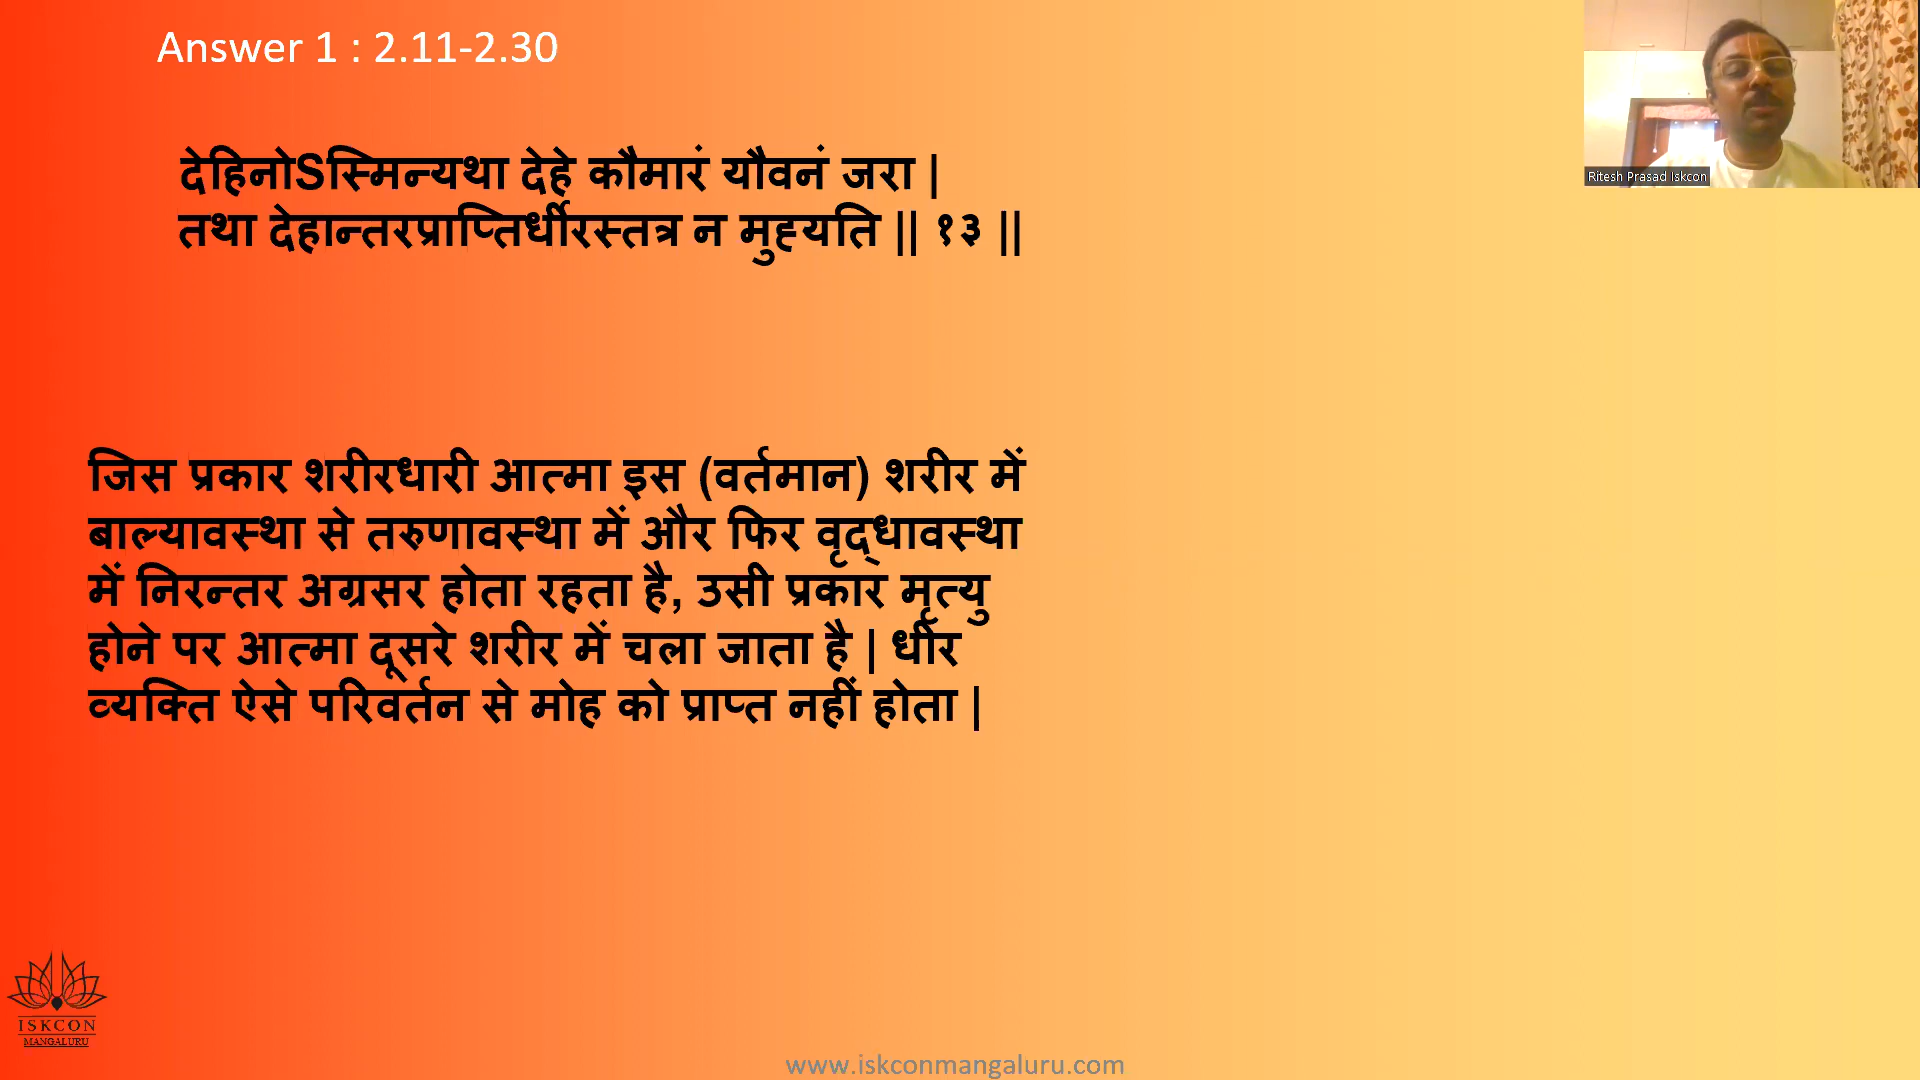 Answer 1 : 2.11-2.30
देहिनोSस्मिन्यथा देहे कौमारं यौवनं जरा |
तथा देहान्तरप्राप्तिर्धीरस्तत्र न मुह्यति || १३ ||
जिस प्रकार शरीरधारी आत्मा इस (वर्तमान) शरीर में
बाल्यावस्था से तरुणावस्था में और फिर वृद्धावस्था
में निरन्तर अग्रसर होता रहता है, उसी प्रकार मृत्यु
होने पर आत्मा दूसरे शरीर में चला जाता है | धीर
व्यक्ति ऐसे परिवर्तन से मोह को प्राप्त नहीं होता |
Ritesh Prasad Iskcon
ISKCON
MANGALURU
www.iskconmangaluru.com